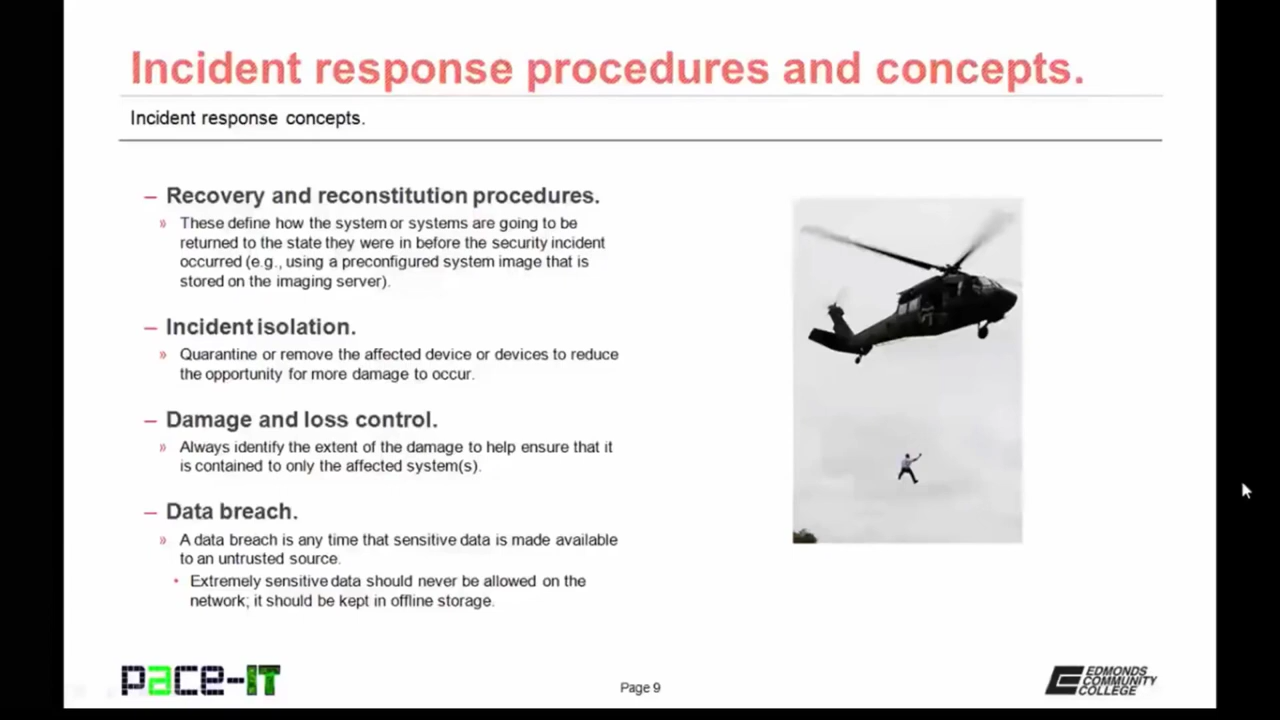 Incident response procedures and concepts.
Incident response concepts.
– Recovery and reconstitution procedures.
» These define how the system or systems are going to be
returned to the state they were in before the security incident
occurred (e.g., using a preconfigured system image that is
stored on the imaging server).
– Incident isolation.
» Quarantine or remove the affected device or devices to reduce
the opportunity for more damage to occur.
– Damage and loss control.
» Always identify the extent of the damage to help ensure that it
is contained to only the affected system(s).
– Data breach.
» A data breach is any time that sensitive data is made available
to an untrusted source.
• Extremely sensitive data should never be allowed on the
network; it should be kept in offline storage.
pace-IT
Page 9
EDMONDS
COMMUNITY
COLLEGE